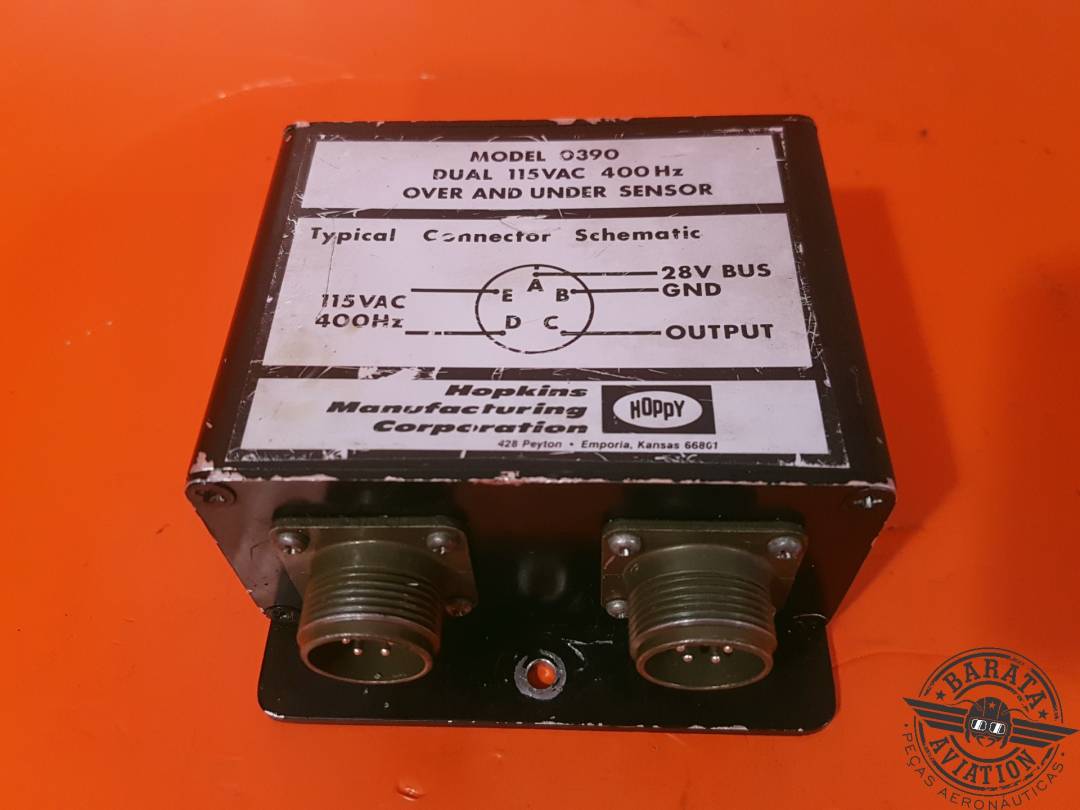 MODEL 0390
DUAL 115VAC 400Hz
OVER AND UNDER SENSOR
Typical Connector Schematic
A
28V BUS
E
B
GND
115VAC
400Hz
D
C
OUTPUT
Hopkins
Manufacturing
Corporation
HOPPY
428 Peyton • Emporia, Kansas 66801
BARATA
AVIATION
PEÇAS AERONÁUTICAS